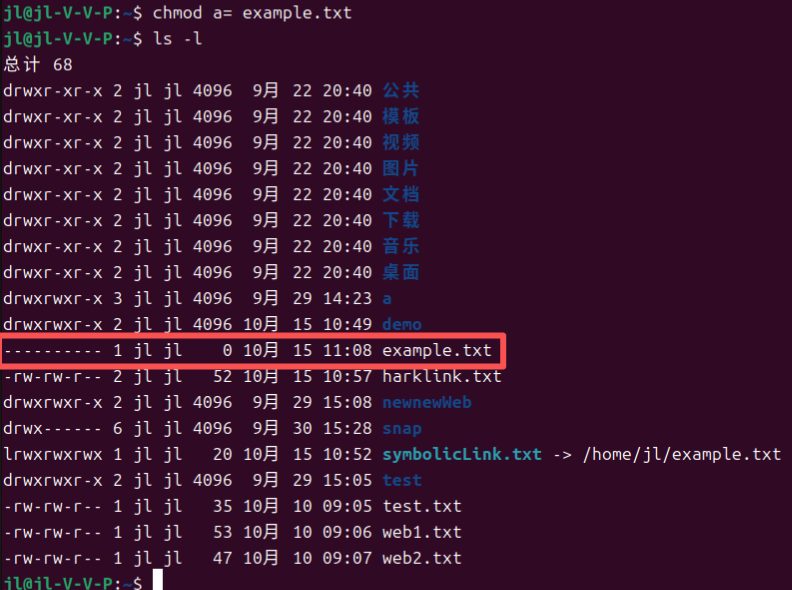 jl@jl-V-V-P:~$ chmod a= example.txt
jl@jl-V-V-P:~$ ls -l
总计 68
drwxr-xr-x 2 jl jl 4096  9月 22 20:40 公共
drwxr-xr-x 2 jl jl 4096  9月 22 20:40 模板
drwxr-xr-x 2 jl jl 4096  9月 22 20:40 视频
drwxr-xr-x 2 jl jl 4096  9月 22 20:40 图片
drwxr-xr-x 2 jl jl 4096  9月 22 20:40 文档
drwxr-xr-x 2 jl jl 4096  9月 22 20:40 下载
drwxr-xr-x 2 jl jl 4096  9月 22 20:40 音乐
drwxr-xr-x 2 jl jl 4096  9月 22 20:40 桌面
drwxrwxr-x 3 jl jl 4096  9月 29 14:23 a
drwxrwxr-x 2 jl jl 4096 10月 15 10:49 demo
---------- 1 jl jl    0 10月 15 11:08 example.txt
-rw-rw-r-- 2 jl jl   52 10月 15 10:57 harklink.txt
drwxrwxr-x 2 jl jl 4096  9月 29 15:08 newnewWeb
drwx------ 6 jl jl 4096  9月 30 15:28 snap
lrwxrwxrwx 1 jl jl   20 10月 15 10:52 symbolicLink.txt -> /home/jl/example.txt
drwxrwxr-x 2 jl jl 4096  9月 29 15:05 test
-rw-rw-r-- 1 jl jl   35 10月 10 09:05 test.txt
-rw-rw-r-- 1 jl jl   53 10月 10 09:06 web1.txt
-rw-rw-r-- 1 jl jl   47 10月 10 09:07 web2.txt
jl@jl-V-V-P:~$